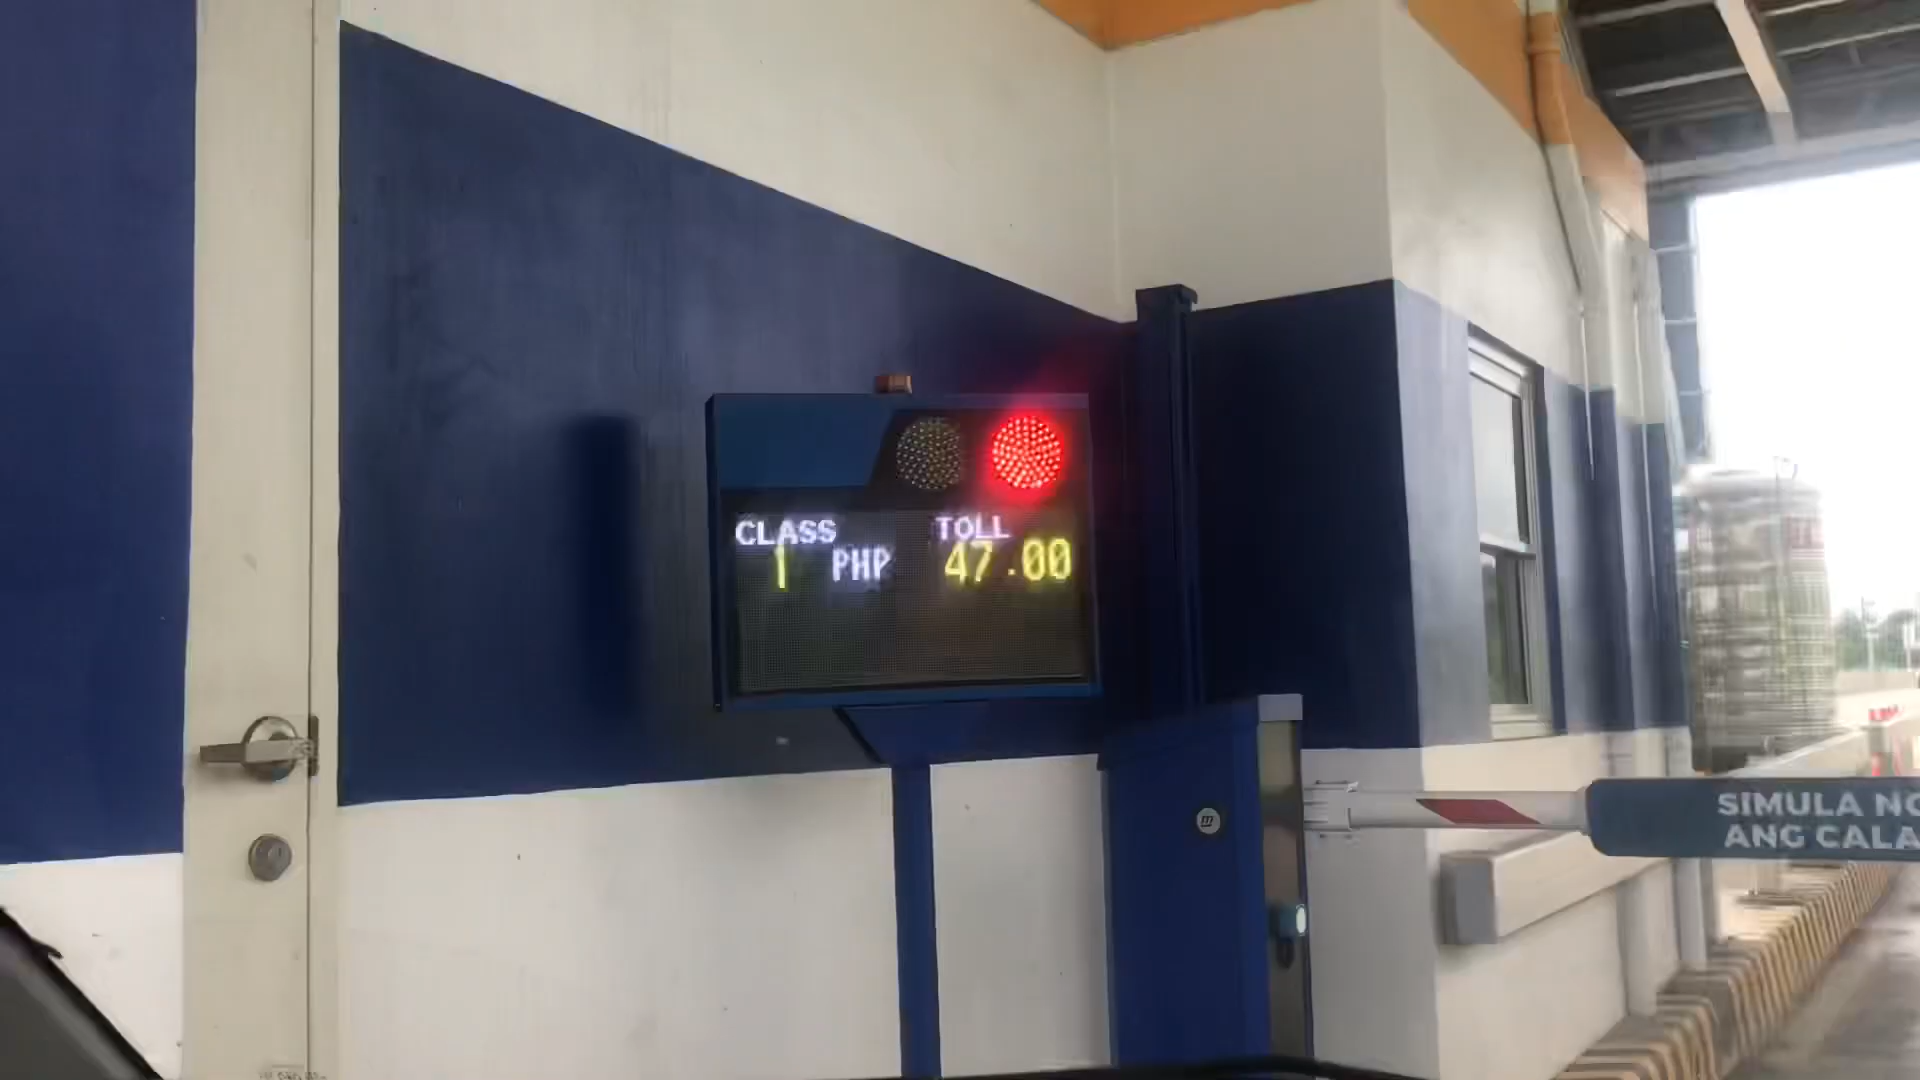 CLASS TOLL
1 PHP 47.00
m
SIMULA NG
ANG CALA